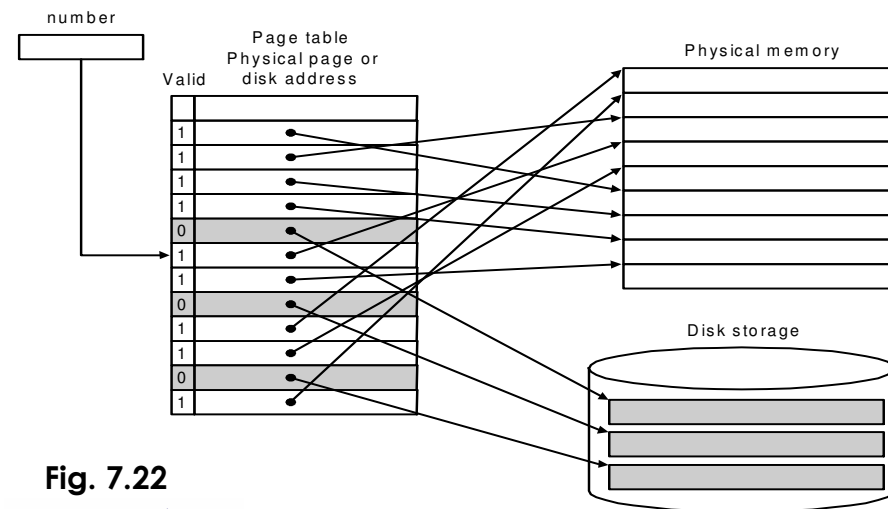 number
Page table
Physical page or
disk address
Valid
Physical memory
1
1
1
1
0
1
1
0
1
1
0
1
Disk storage
Fig. 7.22